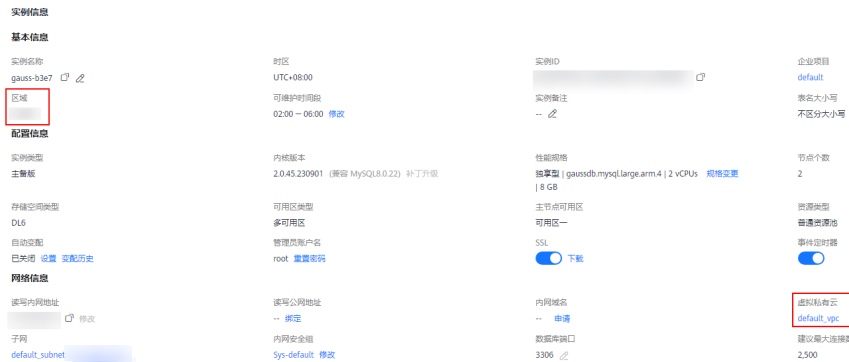 实例信息
基本信息
实例名称 时区 实例ID 企业项目
gauss-b3e7 UTC+08:00 default
区域 可维护时间段 实例备注 表名大小写
02:00 — 06:00 修改 -- 不区分大小写
配置信息
实例类型 内核版本 性能规格 节点个数
主备版 2.0.45.230901 (兼容 MySQL8.0.22) 补丁升级 独享型 | gaussdb.mysql.large.arm.4 | 2 vCPUs 规格变更 2
| 8 GB
存储空间类型 可用区类型 主节点可用区 资源类型
DL6 多可用区 可用区一 普通资源池
自动变配 管理员账户名 SSL 事件定时器
已关闭 设置 变配历史 root 重置密码 下载
网络信息
读写内网地址 读写公网地址 内网域名 虚拟私有云
修改 -- 绑定 -- 申请 default_vpc
子网 内网安全组 数据库端口 建议最大连接数
default_subnet Sys-default 修改 3306 2,500